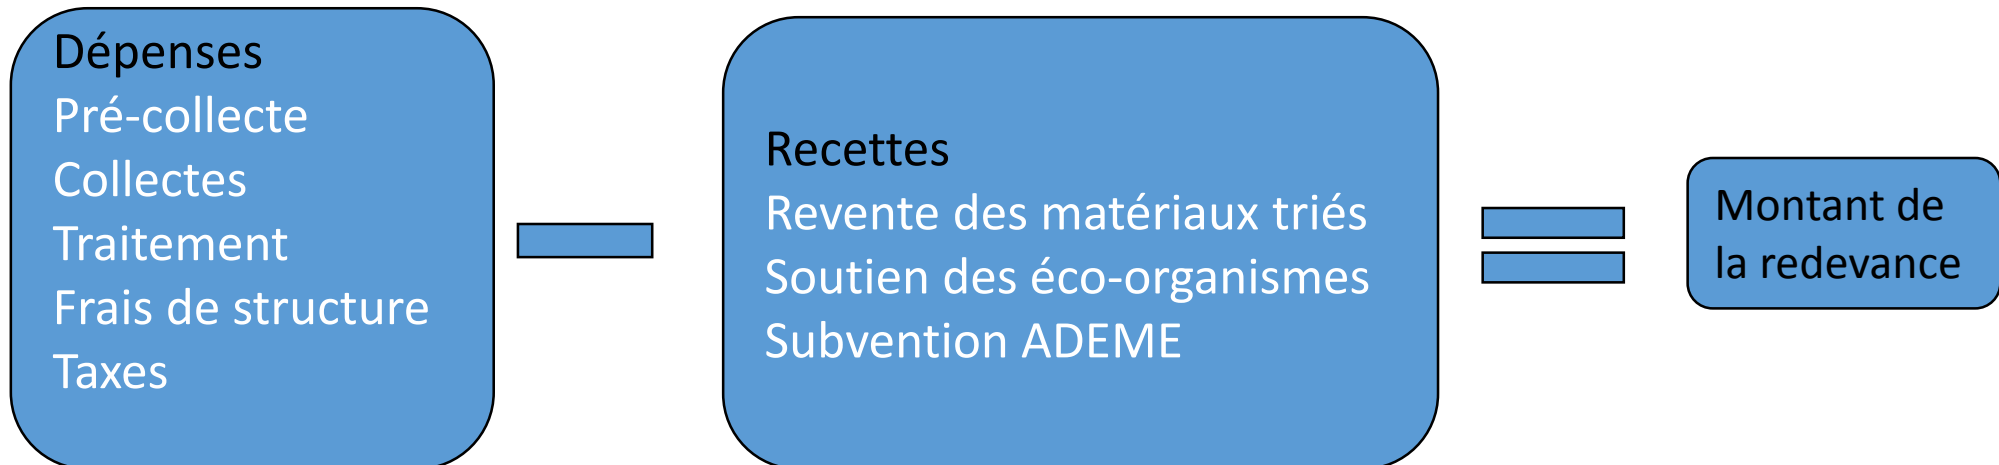 Dépenses
Pré-collecte
Collectes
Traitement
Frais de structure
Taxes
Recettes
Revente des matériaux triés
Soutien des éco-organismes
Subvention ADEME
Montant de
la redevance